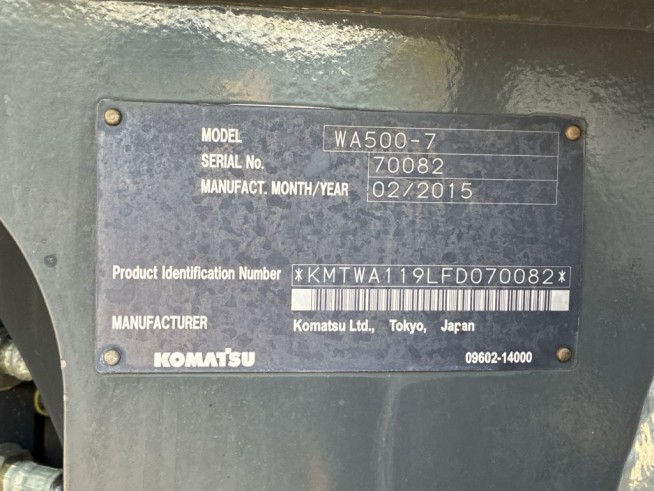 MODEL WA500-7
SERIAL No. 70082
MANUFACT. MONTH/YEAR 02/2015
Product Identification Number *KMTWA119LFD070082*
MANUFACTURER Komatsu Ltd., Tokyo, Japan
KOMATSU 09602-14000